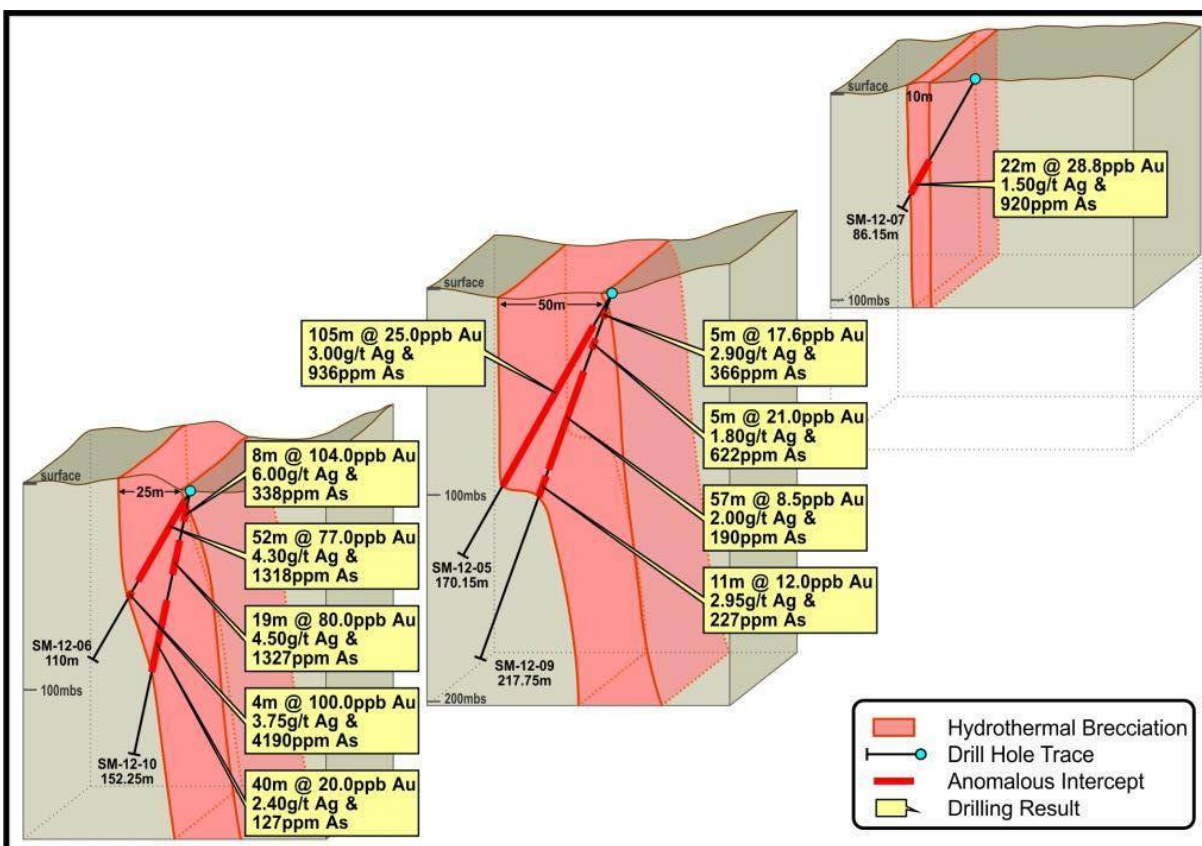 surface
10m
22m @ 28.8ppb Au
1.50g/t Ag &
920ppm As
SM-12-07
86.15m
100mbs
surface
50m
105m @ 25.0ppb Au
3.00g/t Ag &
936ppm As
5m @ 17.6ppb Au
2.90g/t Ag &
366ppm As
5m @ 21.0ppb Au
1.80g/t Ag &
622ppm As
57m @ 8.5ppb Au
2.00g/t Ag &
190ppm As
11m @ 12.0ppb Au
2.95g/t Ag &
227ppm As
100mbs
SM-12-05
170.15m
SM-12-09
217.75m
200mbs
surface
25m
8m @ 104.0ppb Au
6.00g/t Ag &
338ppm As
52m @ 77.0ppb Au
4.30g/t Ag &
1318ppm As
19m @ 80.0ppb Au
4.50g/t Ag &
1327ppm As
4m @ 100.0ppb Au
3.75g/t Ag &
4190ppm As
40m @ 20.0ppb Au
2.40g/t Ag &
127ppm As
SM-12-06
110m
100mbs
SM-12-10
152.25m
Hydrothermal Brecciation
Drill Hole Trace
Anomalous Intercept
Drilling Result